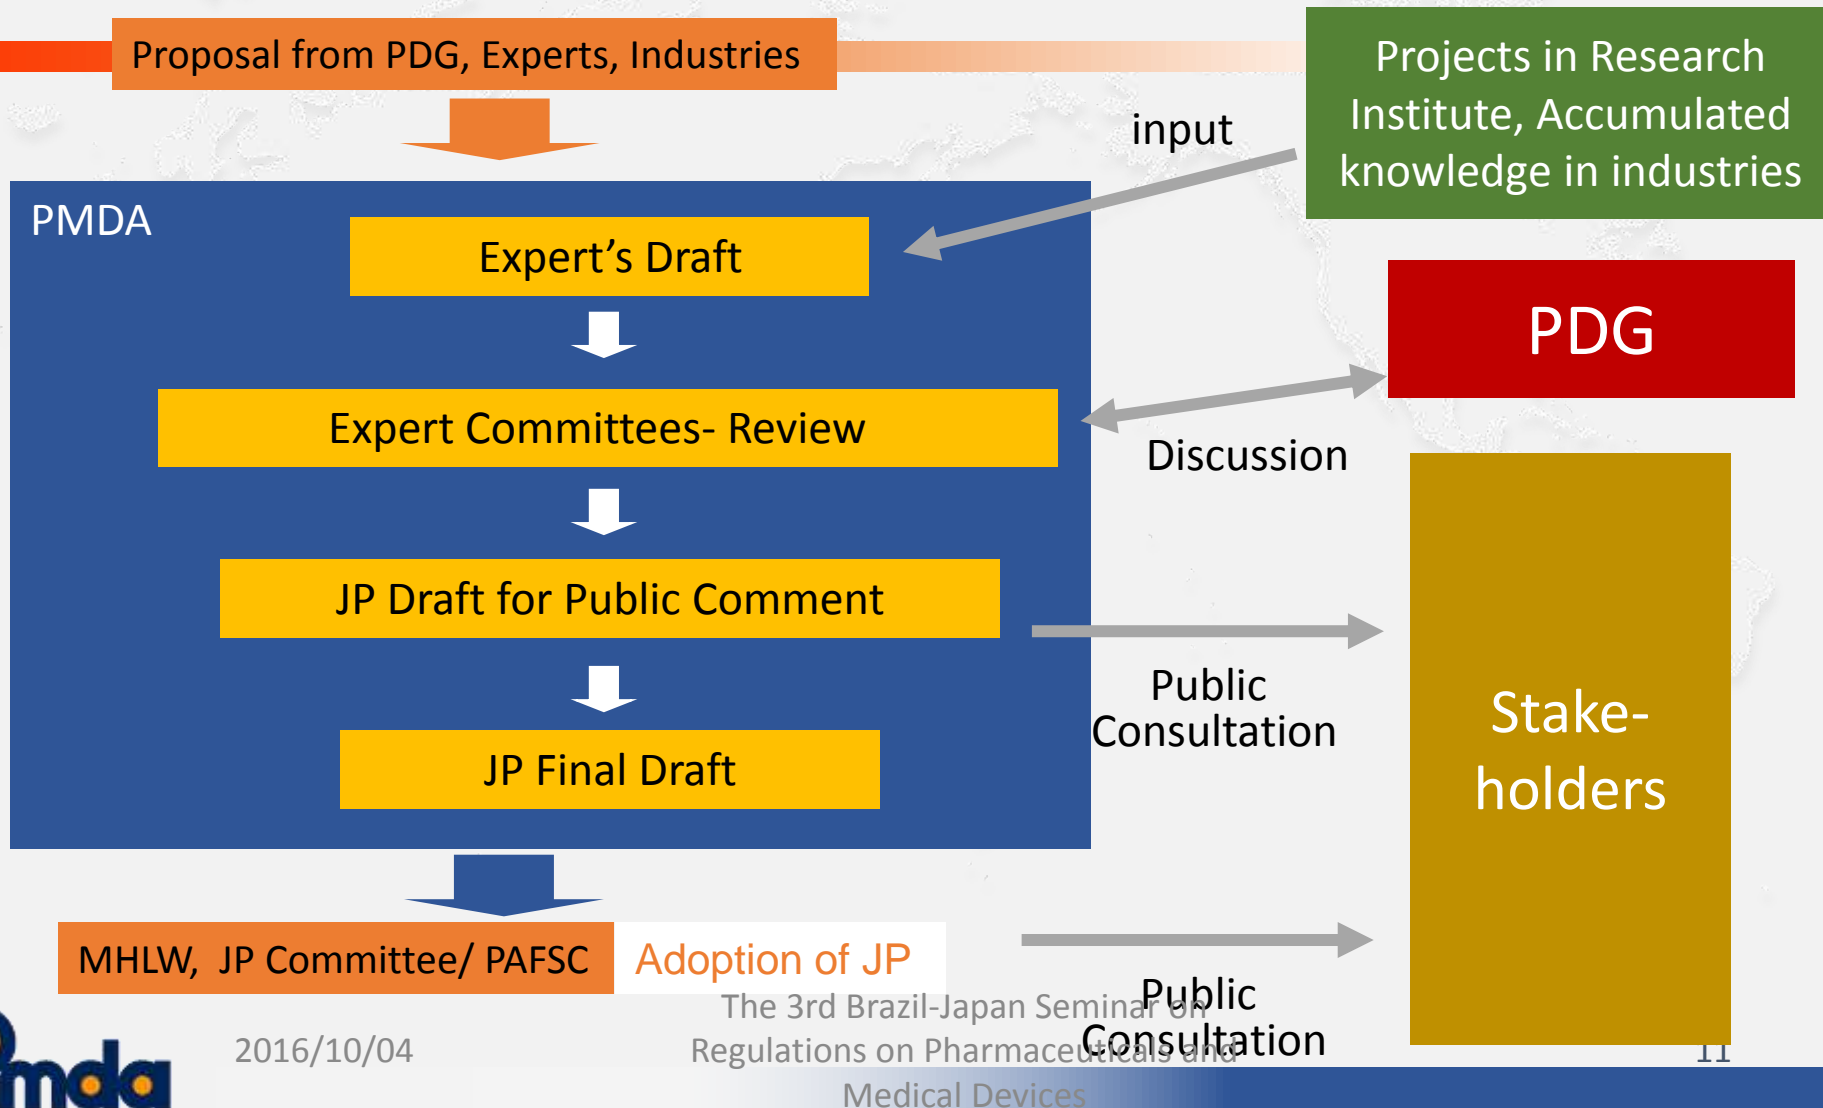 Proposal from PDG, Experts, Industries
Projects in Research
Institute, Accumulated
knowledge in industries
input
PMDA
Expert’s Draft
PDG
Expert Committees- Review
Discussion
JP Draft for Public Comment
Public
Consultation
Stake-
holders
JP Final Draft
MHLW, JP Committee/ PAFSC
Adoption of JP
Public
Consultation
2016/10/04
The 3rd Brazil-Japan Seminar on
Regulations on Pharmaceuticals and
Medical Devices
11
pmda